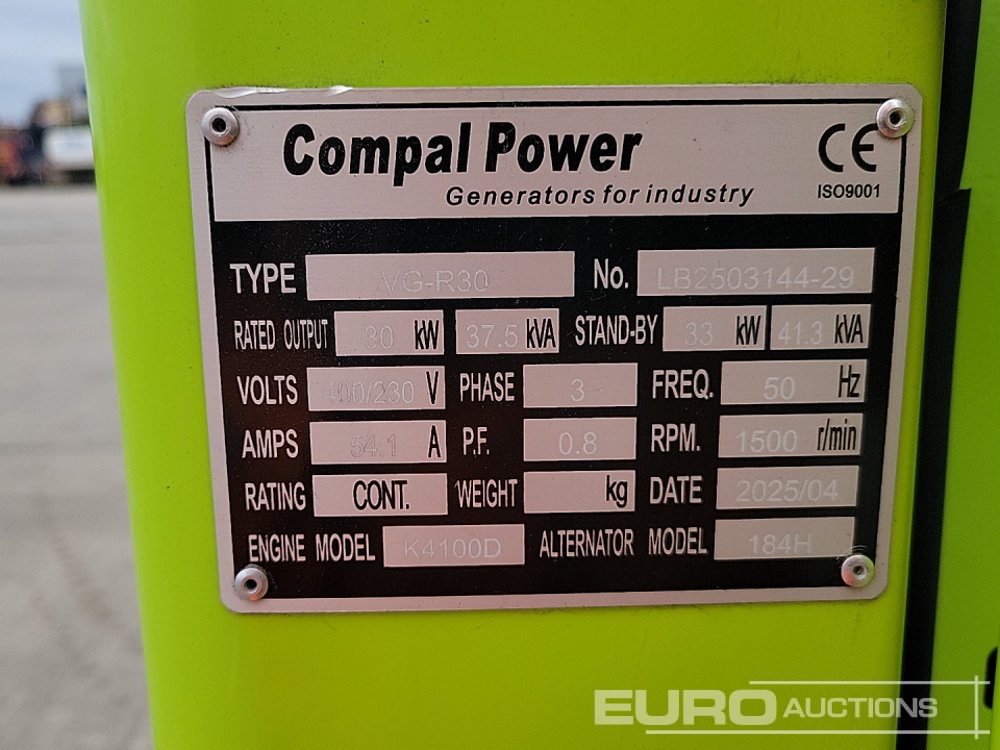 Compal Power
Generators for industry
CE
ISO9001
TYPE VG-R30 No. LB2503144-29
RATED OUTPUT 30 kW 37.5 kVA STAND-BY 33 kW 41.3 kVA
VOLTS 400/230 V PHASE 3 FREQ. 50 Hz
AMPS 54.1 A P.F. 0.8 RPM. 1500 r/min
RATING CONT. WEIGHT kg DATE 2025/04
ENGINE MODEL K4100D ALTERNATOR MODEL 184H
EURO AUCTIONS